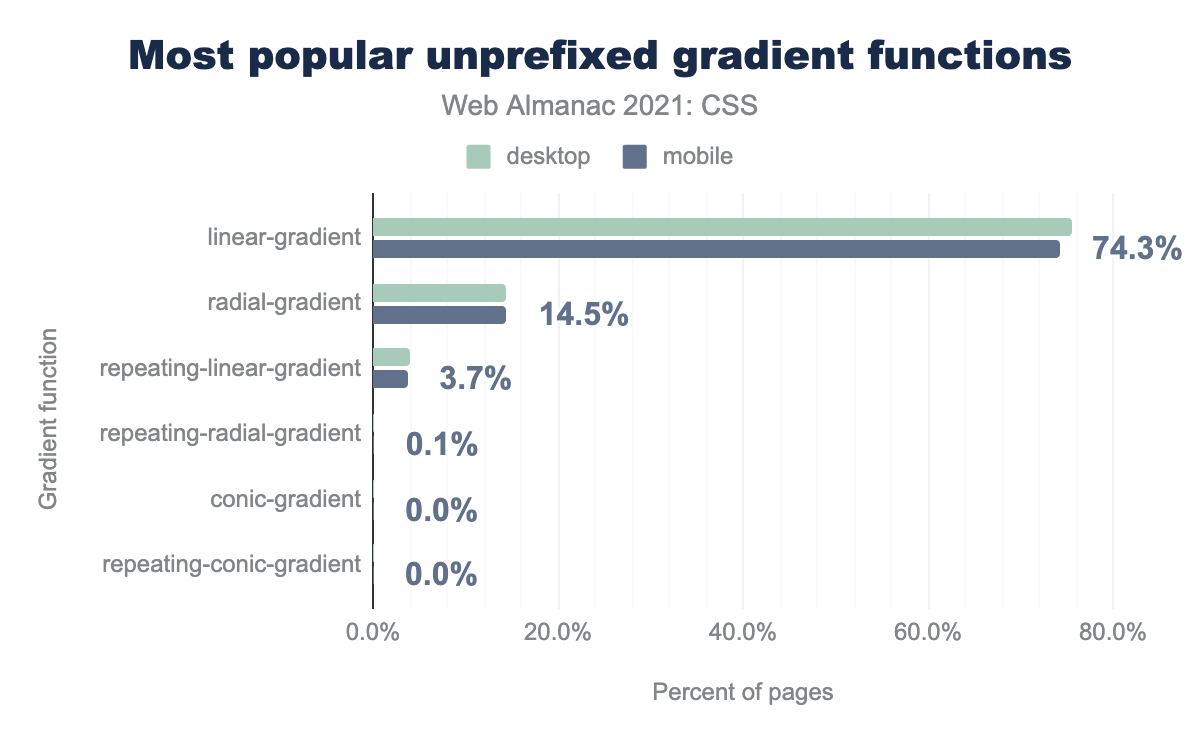 Most popular unprefixed gradient functions
Web Almanac 2021: CSS
desktop
mobile
Gradient function
linear-gradient
74.3%
radial-gradient
14.5%
repeating-linear-gradient
3.7%
repeating-radial-gradient
0.1%
conic-gradient
0.0%
repeating-conic-gradient
0.0%
0.0% 20.0% 40.0% 60.0% 80.0%
Percent of pages